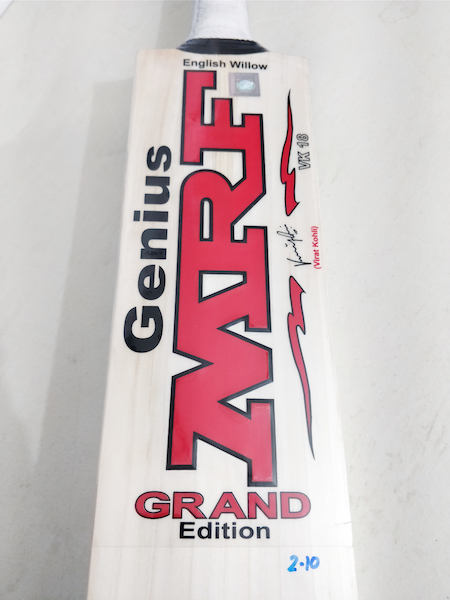 English Willow
Genius
MRF
VK 18
(Virat Kohli)
GRAND
Edition
2.10